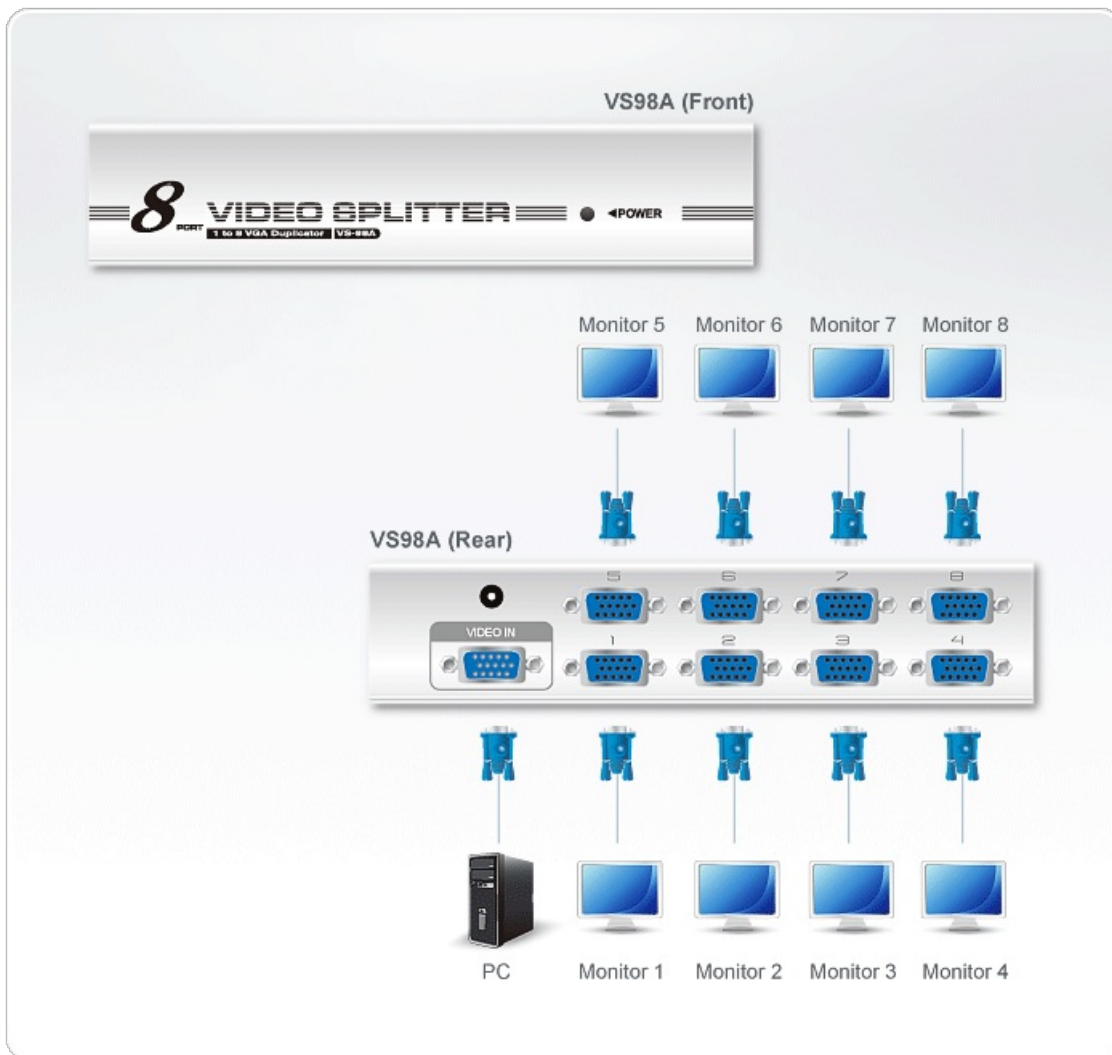 VS98A (Front)
8 PORT VIDEO SPLITTER ◄POWER
1 to 8 VGA Duplicator VS-98A
Monitor 5 Monitor 6 Monitor 7 Monitor 8
VS98A (Rear)
5 6 7 8
VIDEO IN
1 2 3 4
PC Monitor 1 Monitor 2 Monitor 3 Monitor 4